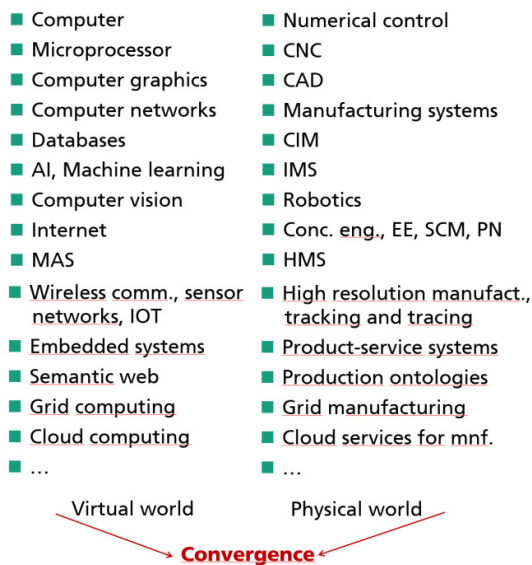 Computer
Microprocessor
Computer graphics
Computer networks
Databases
AI, Machine learning
Computer vision
Internet
MAS
Wireless comm., sensor
networks, IOT
Embedded systems
Semantic web
Grid computing
Cloud computing
…
Virtual world
Numerical control
CNC
CAD
Manufacturing systems
CIM
IMS
Robotics
Conc. eng., EE, SCM, PN
HMS
High resolution manufact.,
tracking and tracing
Product-service systems
Production ontologies
Grid manufacturing
Cloud services for mnf.
…
Physical world
Convergence